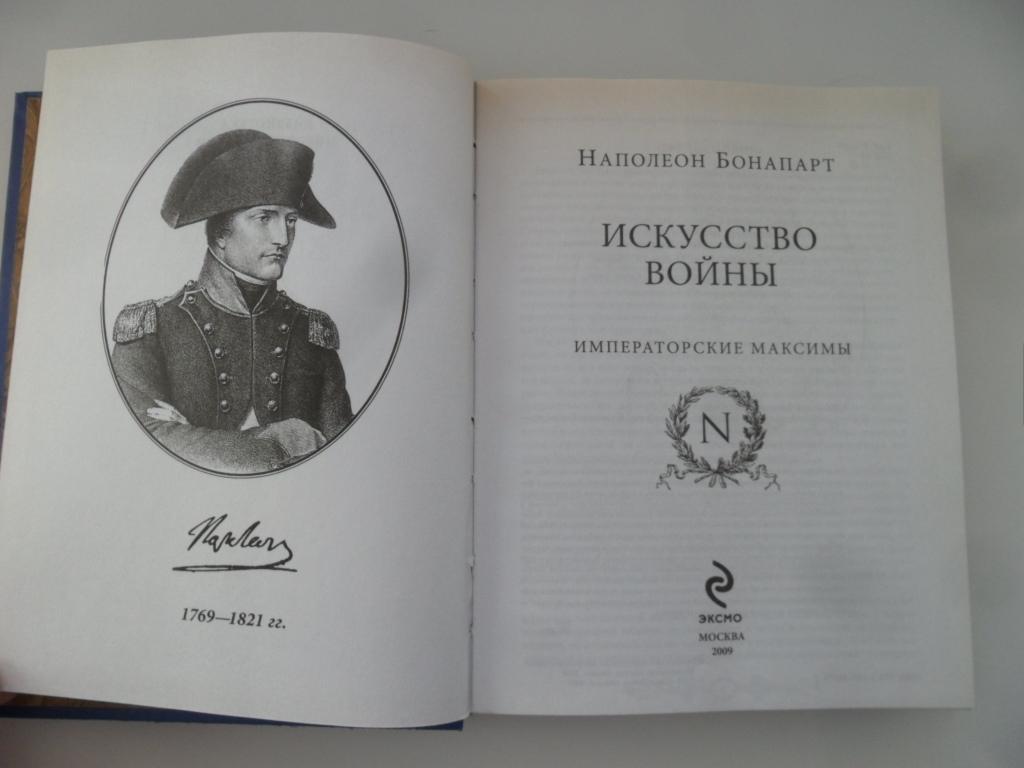 1769—1821 гг.
Наполеон Бонапарт
ИСКУССТВО
ВОЙНЫ
ИМПЕРАТОРСКИЕ МАКСИМЫ
N
ЭКСМО
МОСКВА
2009